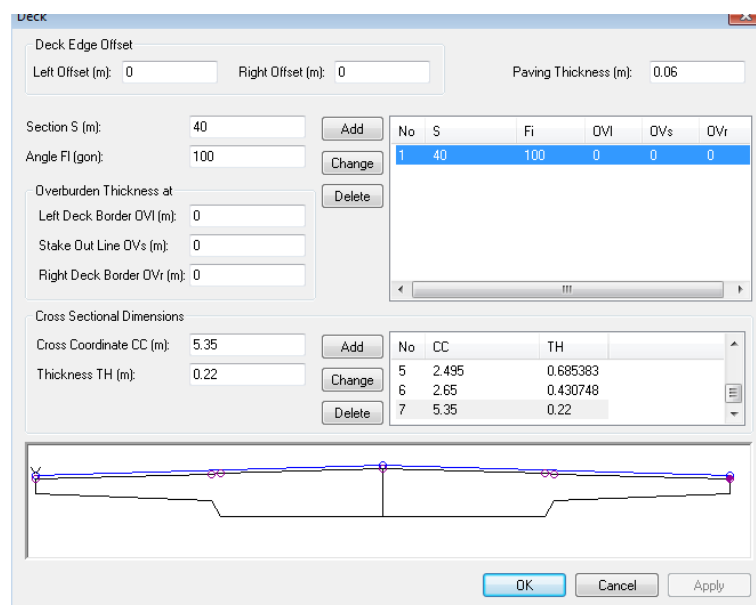 Deck
Deck Edge Offset
Left Offset (m): 0 Right Offset (m): 0 Paving Thickness (m): 0.06
Section S (m): 40 Add
Angle FI (gon): 100 Change
Delete
No S Fi OVl OVs OVr
1 40 100 0 0 0
Overburden Thickness at
Left Deck Border OVl (m): 0
Stake Out Line OVs (m): 0
Right Deck Border OVr (m): 0
Cross Sectional Dimensions
Cross Coordinate CC (m): 5.35 Add
Thickness TH (m): 0.22 Change
Delete
No CC TH
5 2.495 0.685383
6 2.65 0.430748
7 5.35 0.22
OK Cancel Apply